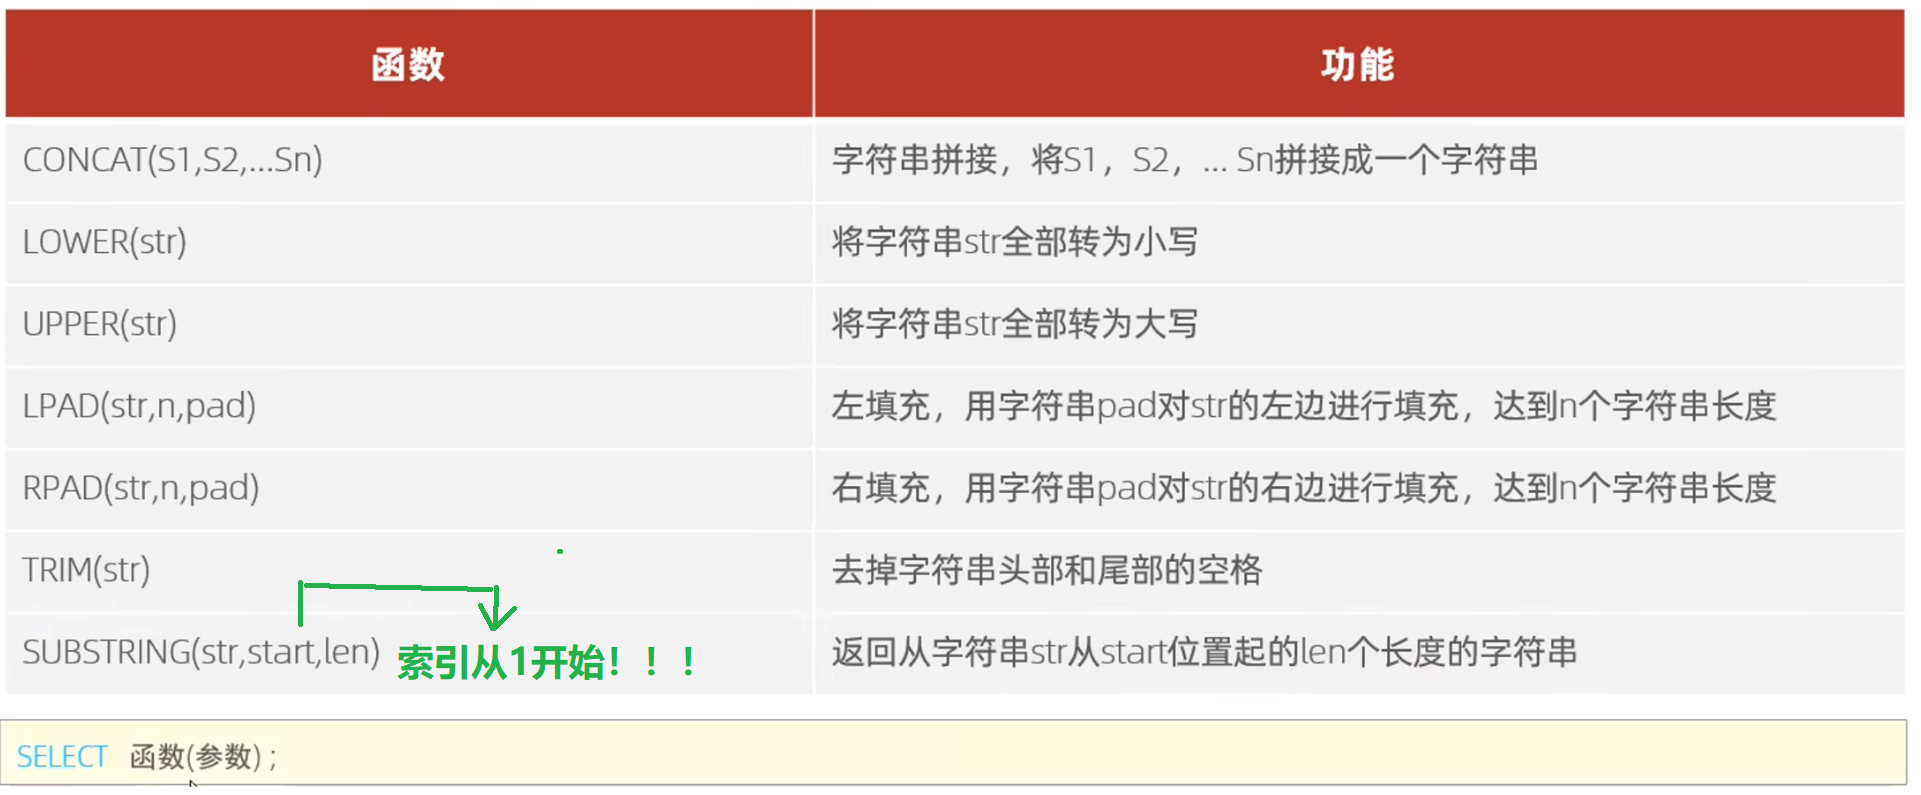 函数 功能
CONCAT(S1,S2,...Sn) 字符串拼接，将S1，S2，... Sn拼接成一个字符串
LOWER(str) 将字符串str全部转为小写
UPPER(str) 将字符串str全部转为大写
LPAD(str,n,pad) 左填充，用字符串pad对str的左边进行填充，达到n个字符串长度
RPAD(str,n,pad) 右填充，用字符串pad对str的右边进行填充，达到n个字符串长度
TRIM(str) 去掉字符串头部和尾部的空格
SUBSTRING(str,start,len) 索引从1开始！！！ 返回从字符串str从start位置起的len个长度的字符串
SELECT 函数(参数) ;